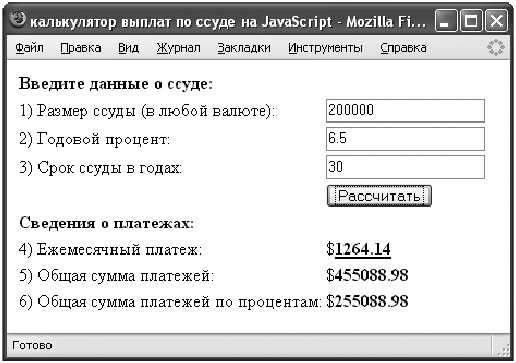 калькулятор выплат по ссуде на JavaScript - Mozilla Fi...
Файл Правка Вид Журнал Закладки Инструменты Справка
Введите данные о ссуде:
1) Размер ссуды (в любой валюте): 200000
2) Годовой процент: 6.5
3) Срок ссуды в годах: 30
Рассчитать
Сведения о платежах:
4) Ежемесячный платеж: $1264.14
5) Общая сумма платежей: $455088.98
6) Общая сумма платежей по процентам: $255088.98
Готово